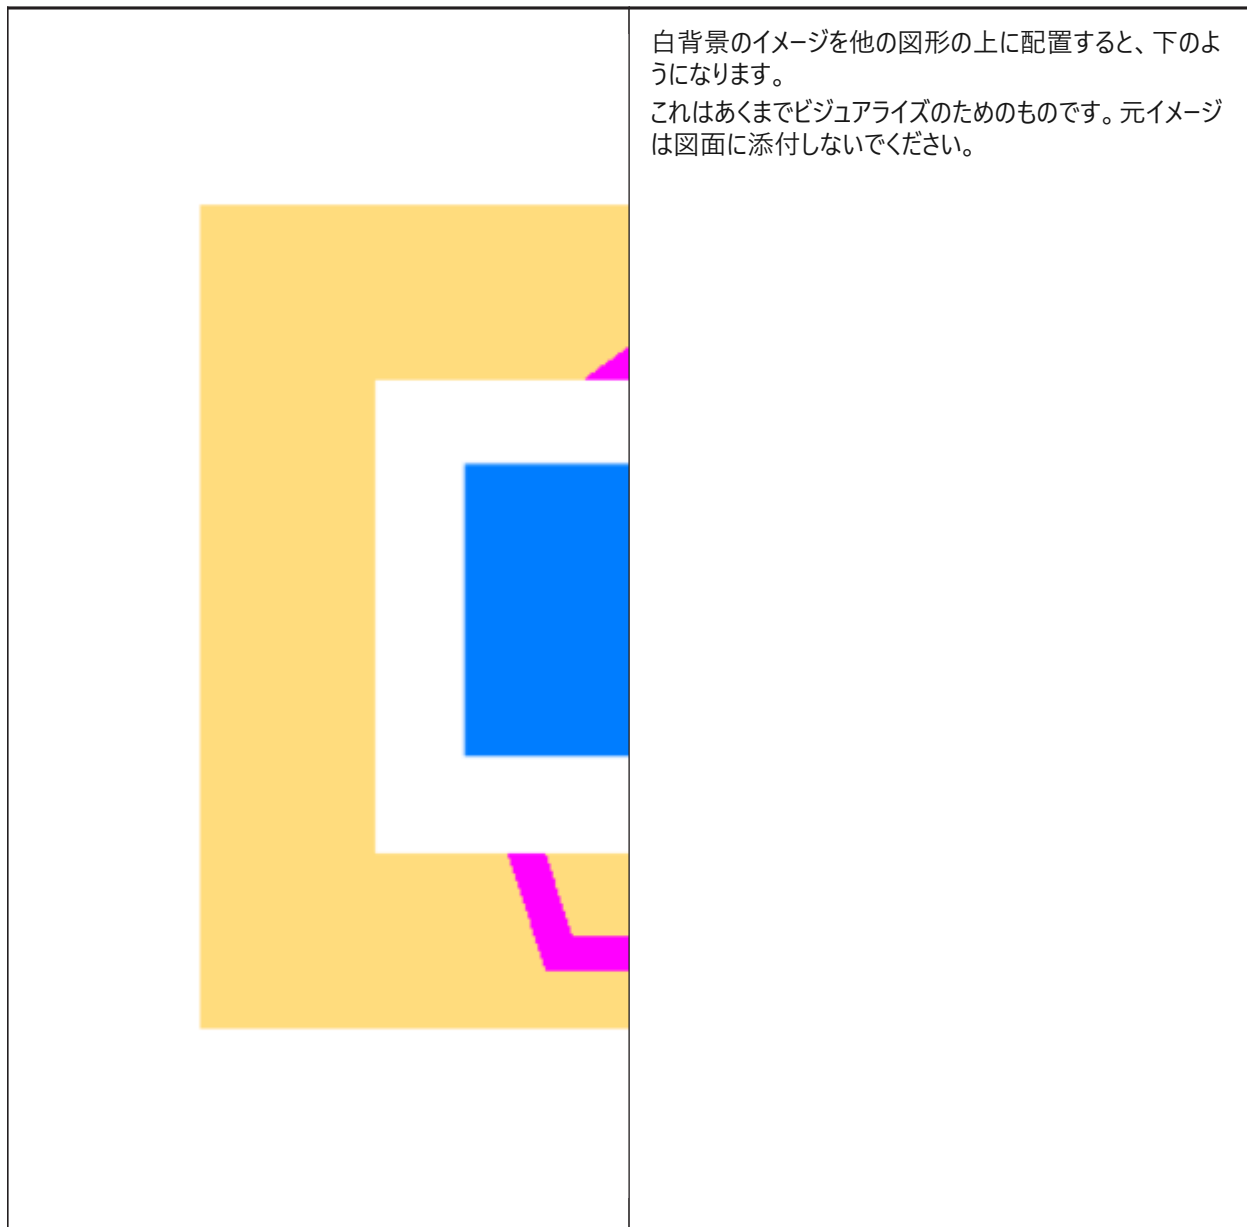 白背景のイメージを他の図形の上に配置すると、下のよ
うになります。
これはあくまでビジュアライズのためのものです。元イメージ
は図面に添付しないでください。